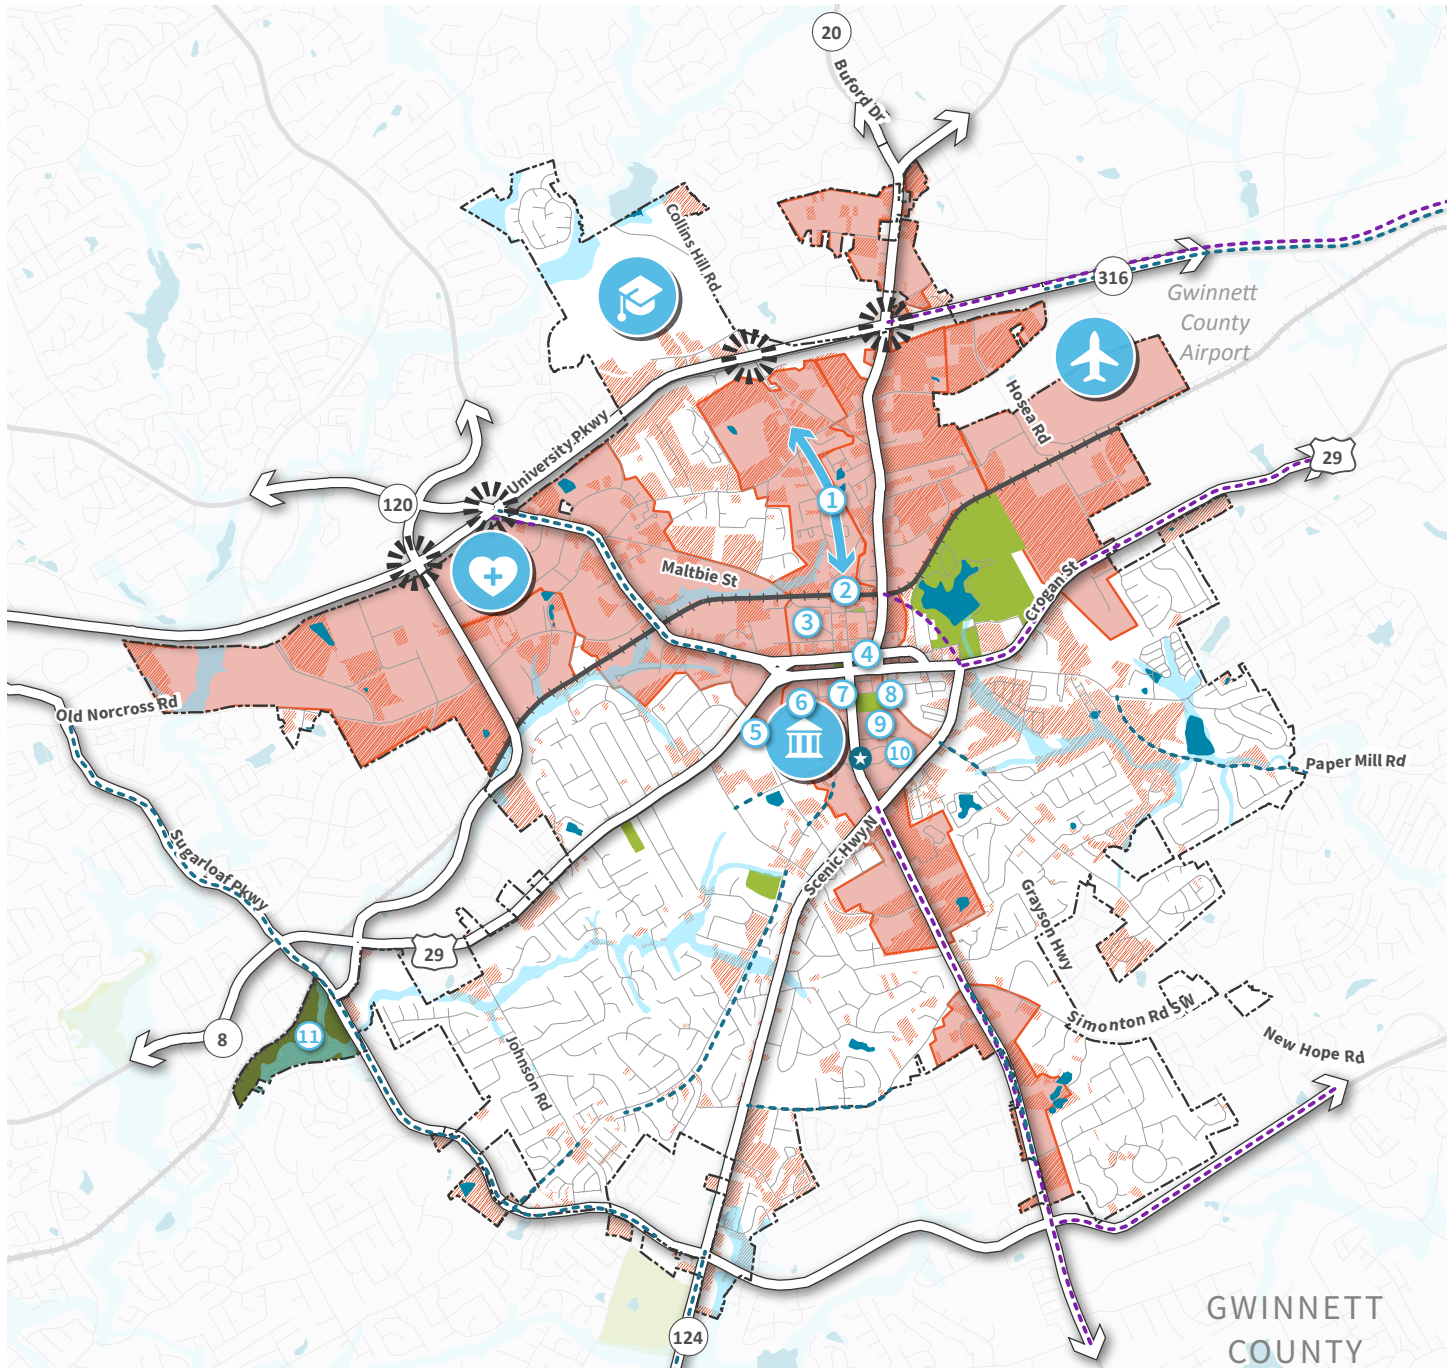 20
Buford Dr
Collins Hill Rd
316
Gwinnett
County
Airport
Hosea Rd
University Pkwy
29
120
1
Maltbie St
2
Crogan St
3
4
Old Norcross Rd
5
6
7
8
9
10
Paper Mill Rd
Sugarloaf Pkwy
Scenic Hwy N
Grayson Hwy
29
Simonton Rd SW
8
11
Johnson Rd
New Hope Rd
124
GWINNETT
COUNTY